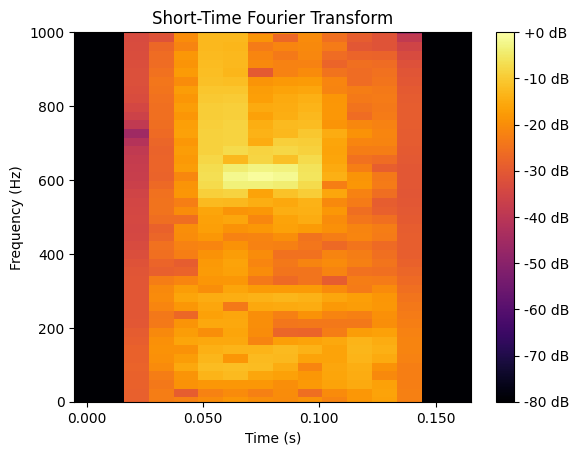 Short-Time Fourier Transform
1000
800
600
400
200
0
Frequency (Hz)
0.000
0.050
0.100
0.150
Time (s)
+0 dB
-10 dB
-20 dB
-30 dB
-40 dB
-50 dB
-60 dB
-70 dB
-80 dB